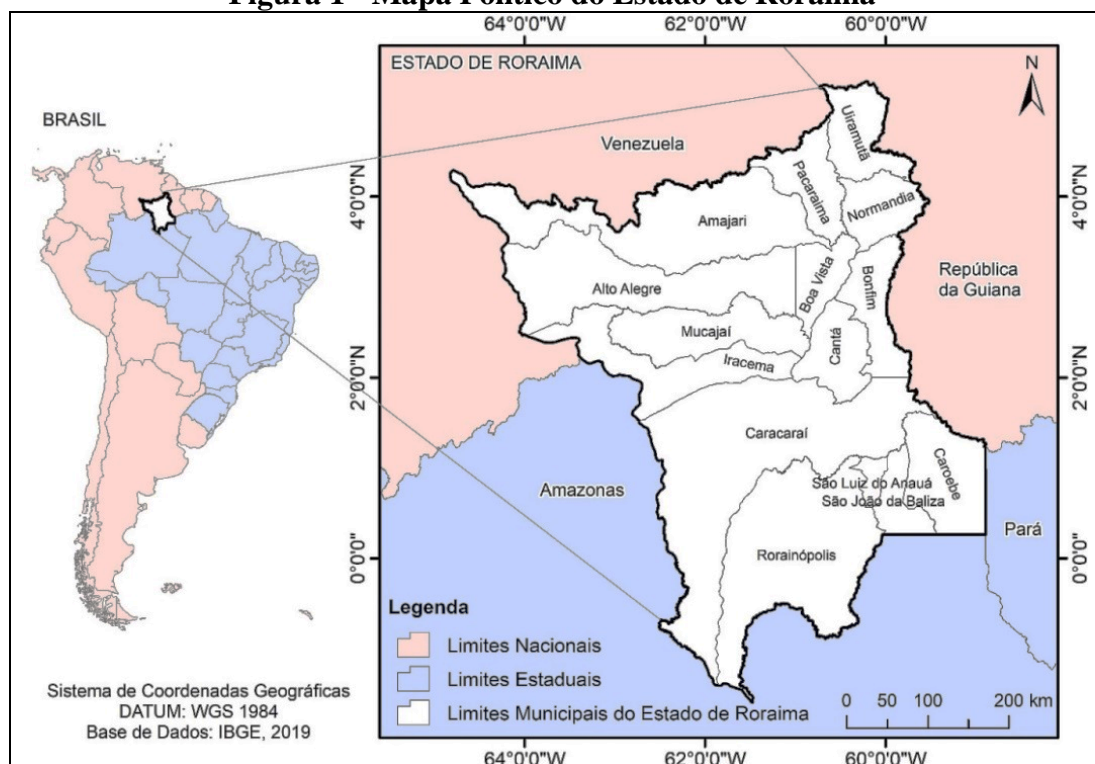 Figura 1 - Mapa Político do Estado de Roraima
64°0'0"W 62°0'0"W 60°0'0"W
ESTADO DE RORAIMA
N
BRASIL
Venezuela
Uiramutã
Pacaraima
Normandia
Amajari
4°0'0"N
4°0'0"N
República
da Guiana
Boa Vista
Bonfim
Alto Alegre
Mucajaí
Cantá
Iracema
2°0'0"N
2°0'0"N
Caracaraí
Caroebe
São Luiz do Anauá
São João da Baliza
Amazonas
Pará
Rorainópolis
0°0'0"
0°0'0"
Legenda
Limites Nacionais
Limites Estaduais
Limites Municipais do Estado de Roraima
0 50 100 200 km
Sistema de Coordenadas Geográficas
DATUM: WGS 1984
Base de Dados: IBGE, 2019
64°0'0"W 62°0'0"W 60°0'0"W